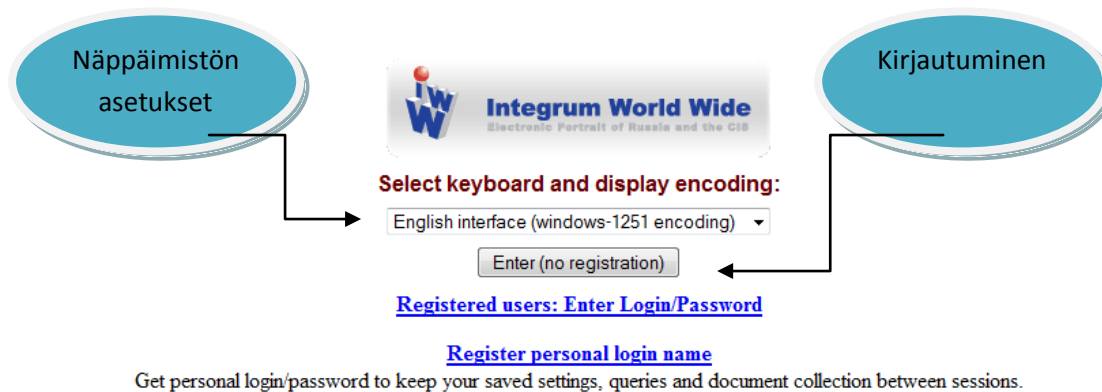 Näppäimistön
asetukset
Kirjautuminen
iWW
Integrum World Wide
Electronic Portrait of Russia and the CIS
Select keyboard and display encoding:
English interface (windows-1251 encoding)
Enter (no registration)
Registered users: Enter Login/Password
Register personal login name
Get personal login/password to keep your saved settings, queries and document collection between sessions.